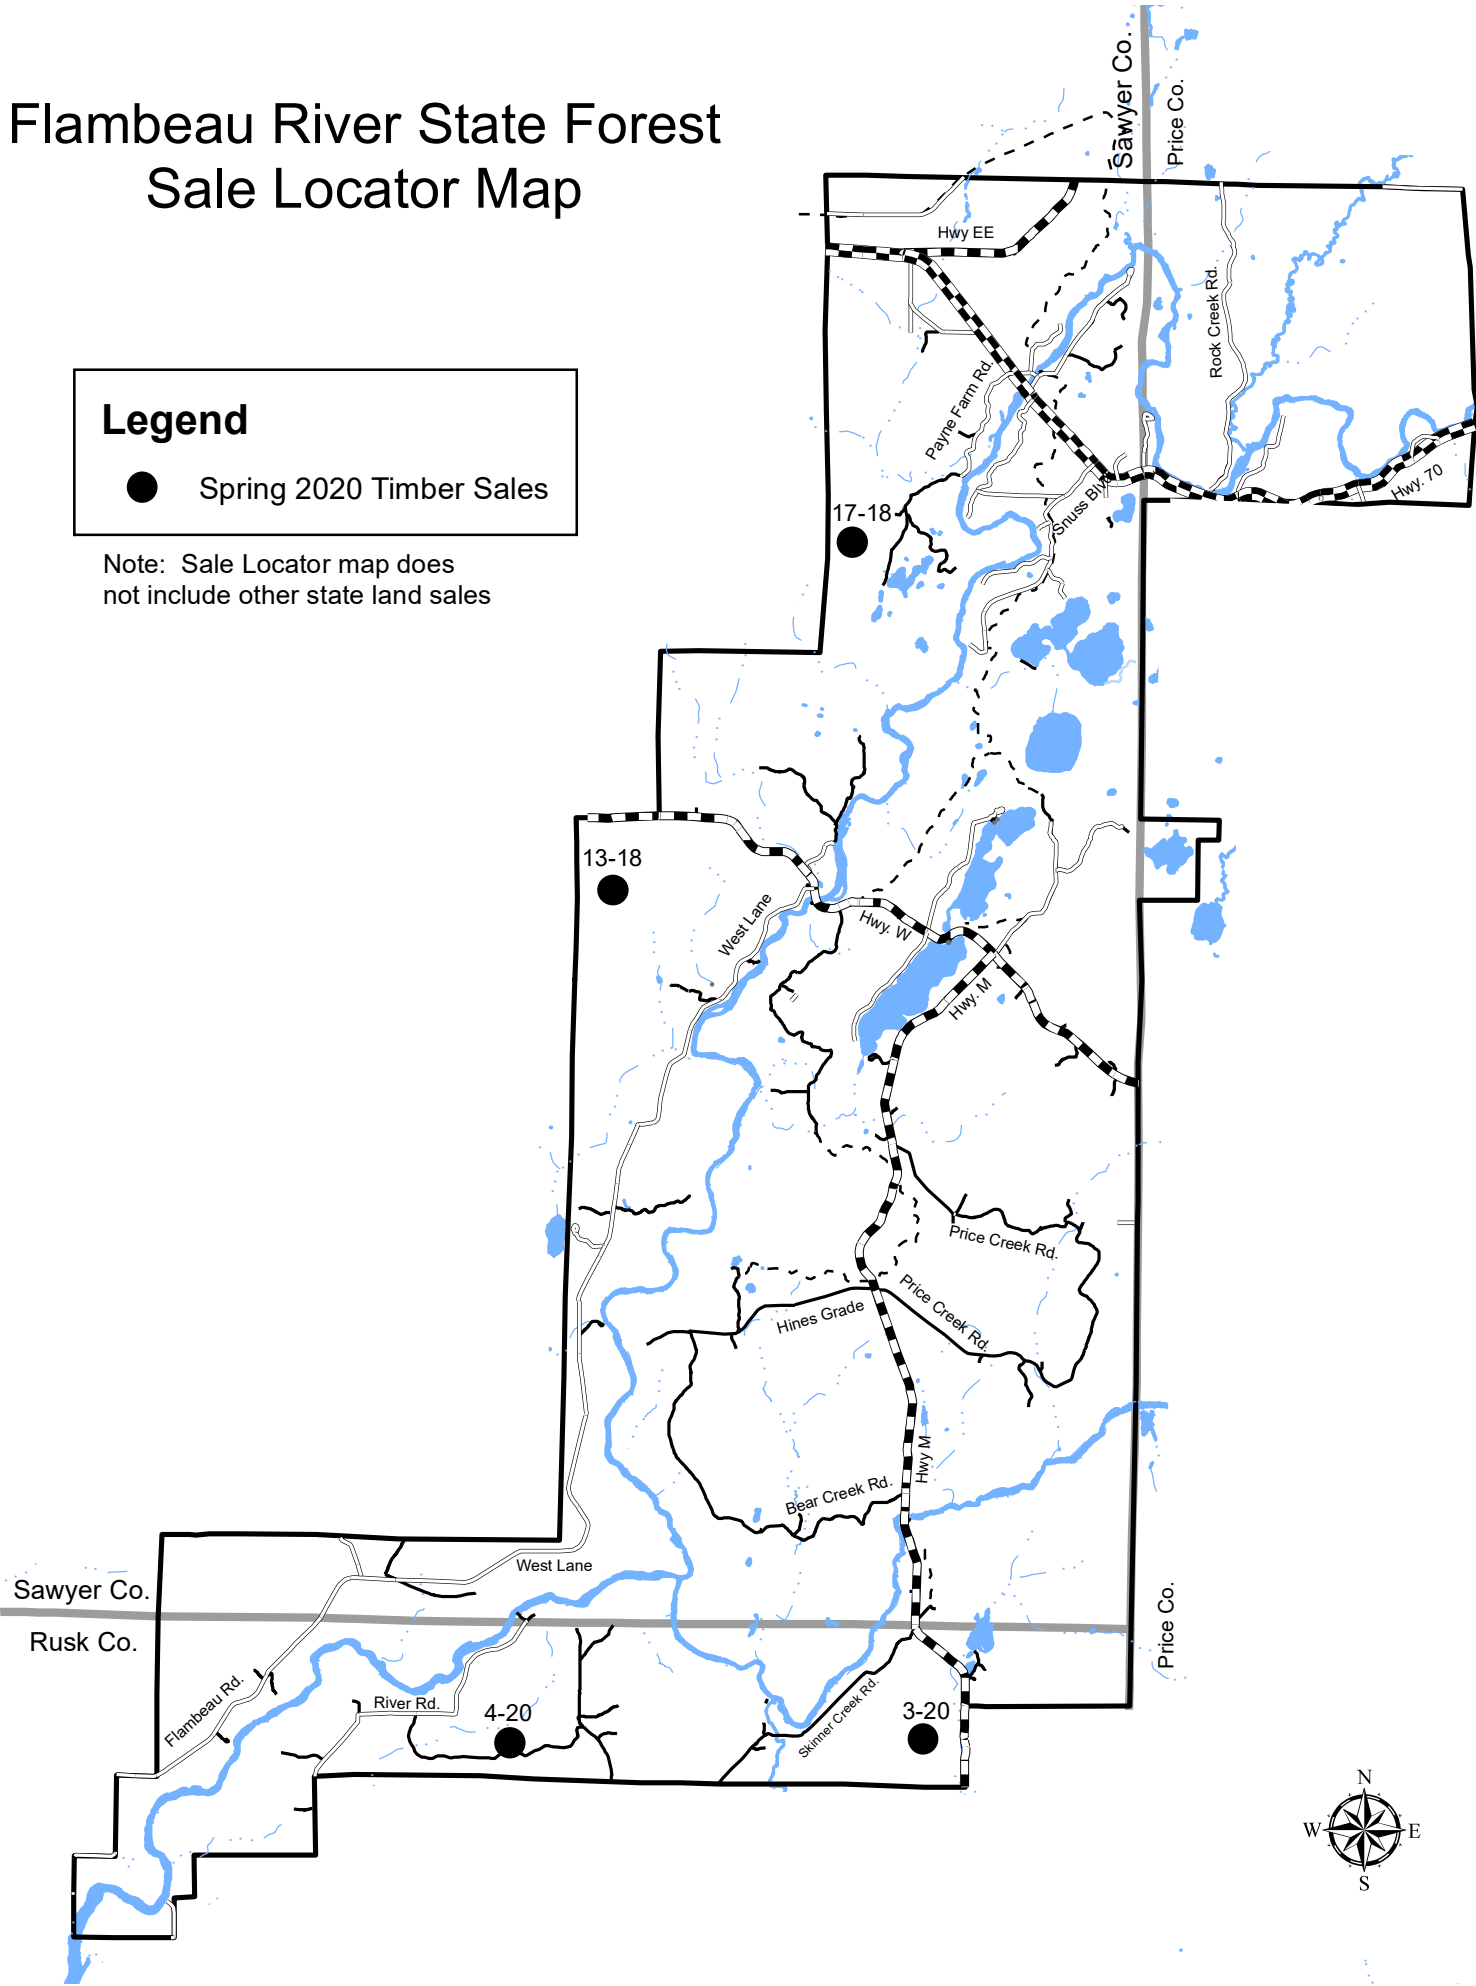 Flambeau River State Forest
Sale Locator Map
Legend
Spring 2020 Timber Sales
Note:  Sale Locator map does
not include other state land sales
Sawyer Co.
Price Co.
Hwy EE
Rock Creek Rd.
Payne Farm Rd.
Hwy. 70
Snuss Blvd
17-18
13-18
West Lane
Hwy. W
Hwy. M
Price Creek Rd.
Price Creek Rd.
Hines Grade
Hwy M
Bear Creek Rd.
West Lane
Sawyer Co.
Rusk Co.
Price Co.
Flambeau Rd.
River Rd.
4-20
Skinner Creek Rd.
3-20
N
W
E
S